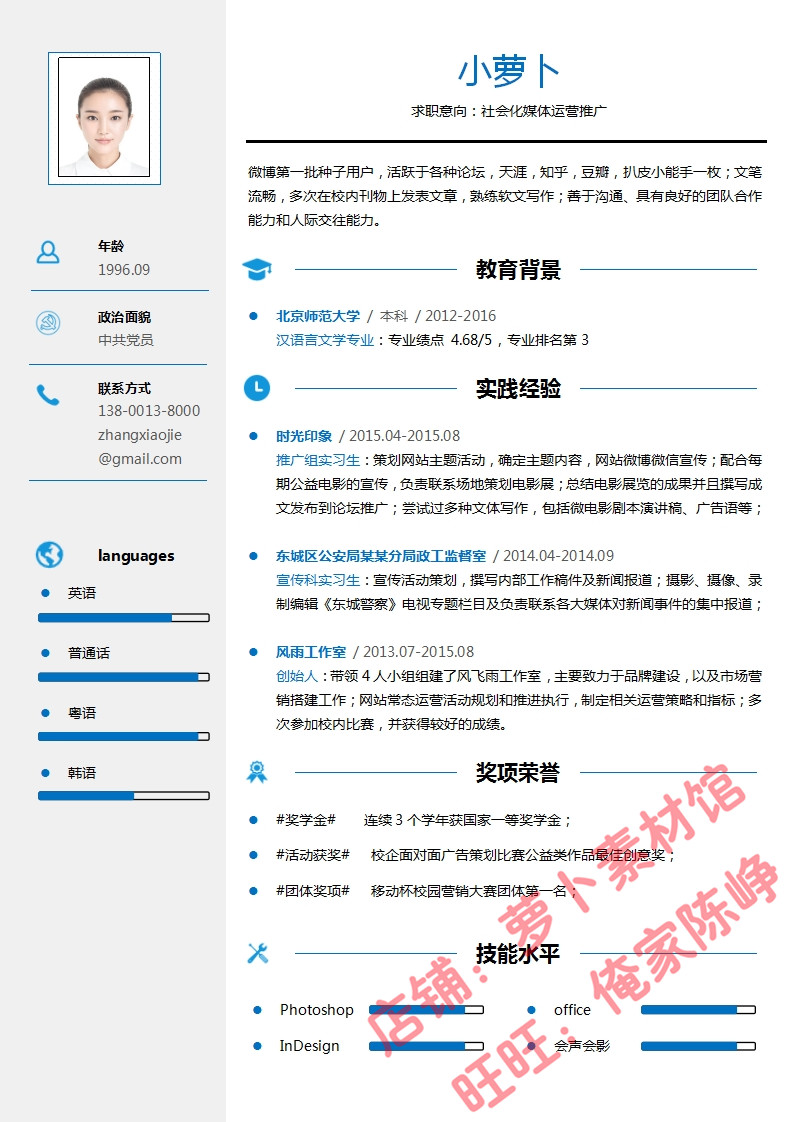 小萝卜
求职意向：社会化媒体运营推广
微博第一批种子用户，活跃于各种论坛，天涯，知乎，豆瓣，扒皮小能手一枚；文笔
流畅，多次在校内刊物上发表文章，熟练软文写作；善于沟通、具有良好的团队合作
能力和人际交往能力。
年龄
1996.09
政治面貌
中共党员
联系方式
138-0013-8000
zhangxiaojie
@gmail.com
languages
英语
普通话
粤语
韩语
教育背景
北京师范大学 / 本科 / 2012-2016
汉语言文学专业：专业绩点 4.68/5，专业排名第 3
实践经验
时光印象 / 2015.04-2015.08
推广组实习生：策划网站主题活动，确定主题内容，网站微博微信宣传；配合每
期公益电影的宣传，负责联系场地策划电影展；总结电影展览的成果并且撰写成
文发布到论坛推广；尝试过多种文体写作，包括微电影剧本演讲稿、广告语等；
东城区公安局某某分局政工监督室 / 2014.04-2014.09
宣传科实习生：宣传活动策划，撰写内部工作稿件及新闻报道；摄影、摄像、录
制编辑《东城警察》电视专题栏目及负责联系各大媒体对新闻事件的集中报道；
风雨工作室 / 2013.07-2015.08
创始人：带领 4 人小组组建了风飞雨工作室，主要致力于品牌建设，以及市场营
销搭建工作；网站常态运营活动规划和推进执行，制定相关运营策略和指标；多
次参加校内比赛，并获得较好的成绩。
奖项荣誉
#奖学金# 连续 3 个学年获国家一等奖学金；
#活动获奖# 校企面对面广告策划比赛公益类作品最佳创意奖；
#团体奖项# 移动杯校园营销大赛团体第一名；
技能水平
Photoshop
office
InDesign
会声会影
店铺：萝卜素材馆
旺旺：俺家陈峥